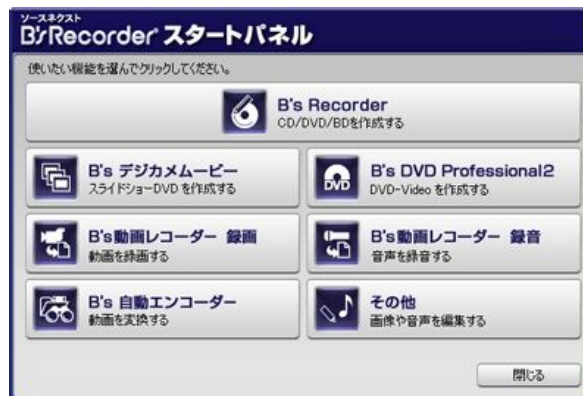 ソースネクスト
B's Recorder スタートパネル
使いたい機能を選んでクリックしてください。
B's Recorder
CD/DVD/BDを作成する
B's デジカメムービー
スライドショーDVD を作成する
B's DVD Professional2
DVD
DVD-Video を作成する
B's動画レコーダー 録画
動画を録画する
B's動画レコーダー 録音
音声を録音する
B's 自動エンコーダー
動画を変換する
その他
画像や音声を編集する
閉じる